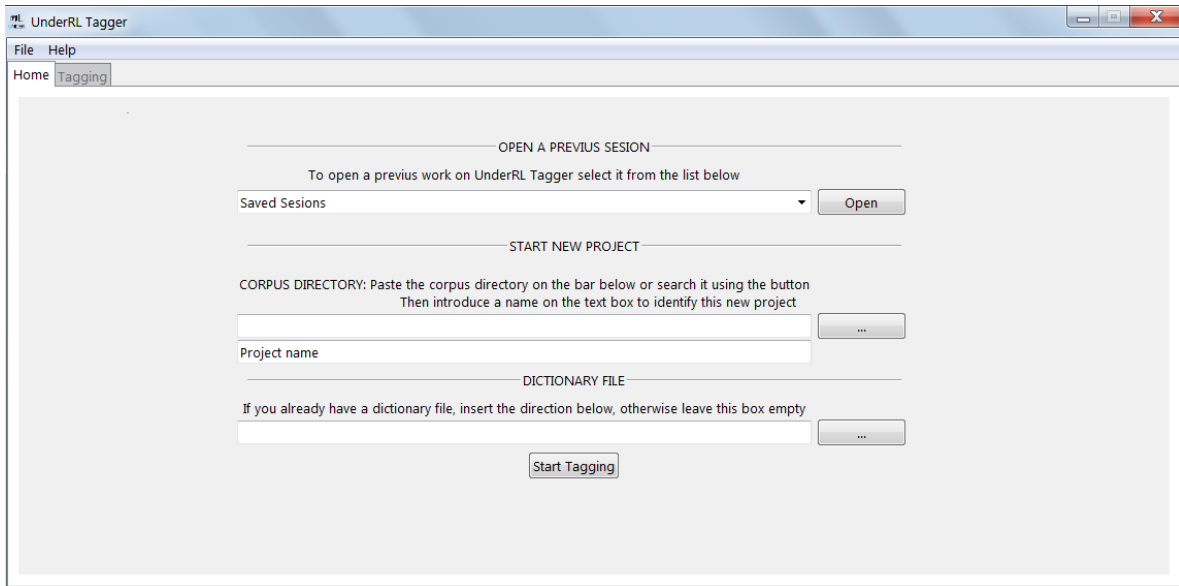 UnderRL Tagger
File Help
Home Tagging
OPEN A PREVIUS SESION
To open a previus work on UnderRL Tagger select it from the list below
Saved Sesions Open
START NEW PROJECT
CORPUS DIRECTORY: Paste the corpus directory on the bar below or search it using the button
Then introduce a name on the text box to identify this new project
...
Project name
DICTIONARY FILE
If you already have a dictionary file, insert the direction below, otherwise leave this box empty
...
Start Tagging